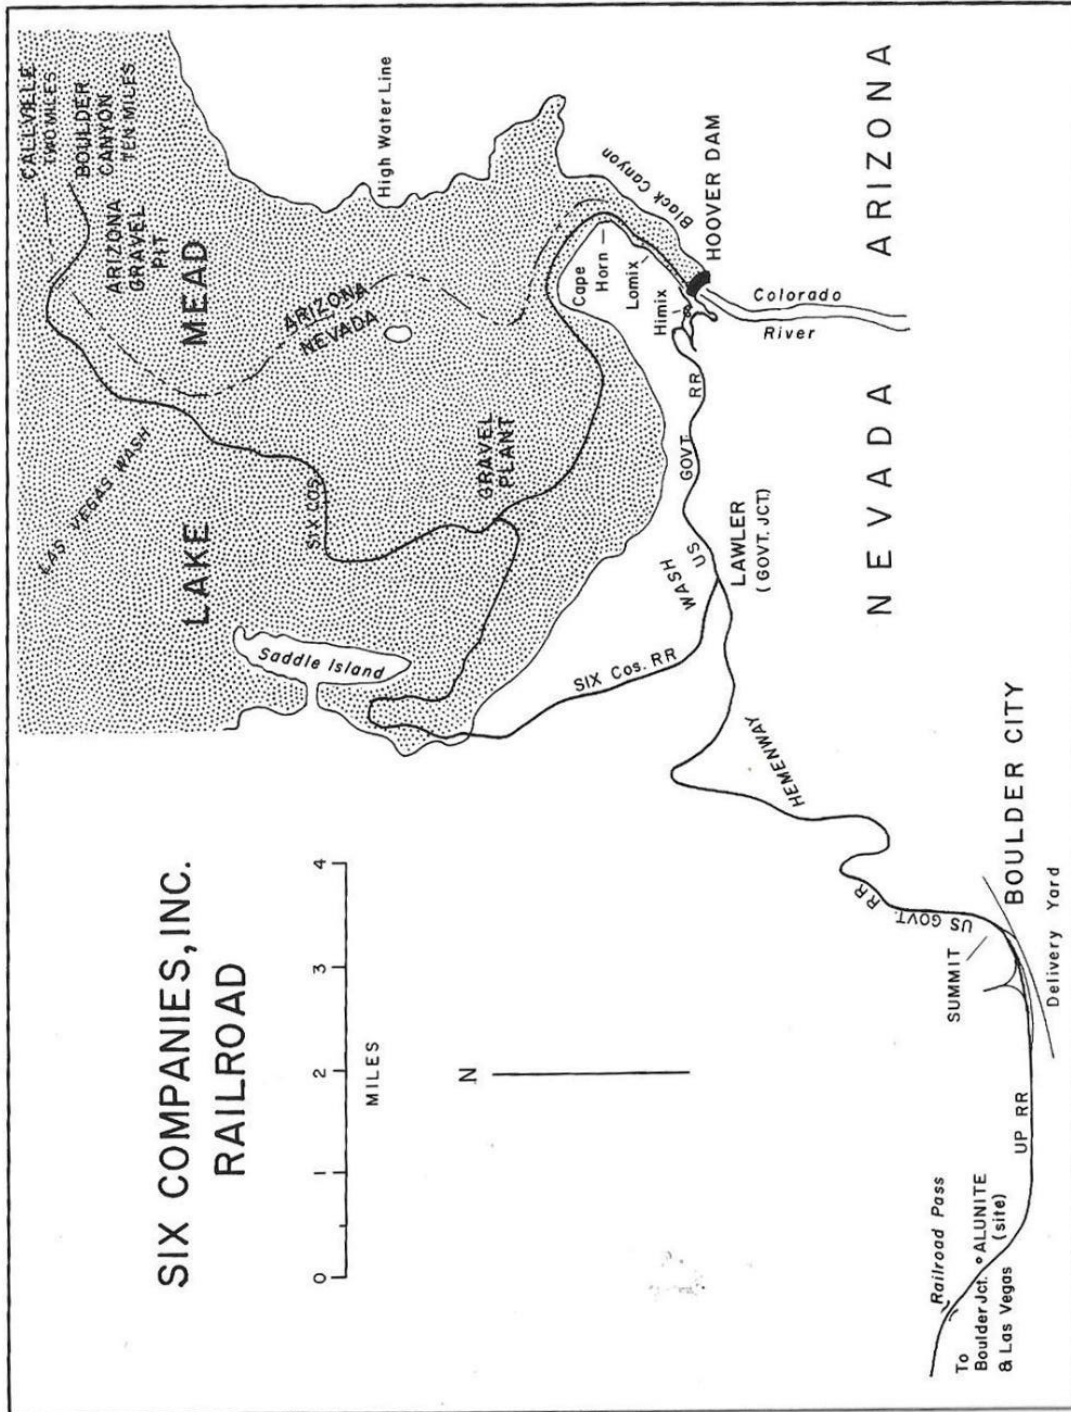 SIX COMPANIES, INC.
RAILROAD
0 1 2 3 4
MILES
N
CALLVILLE
TWO MILES
BOULDER
CANYON
TEN MILES
ARIZONA
GRAVEL
PIT
LAS VEGAS WASH
LAKE MEAD
High Water Line
ARIZONA
NEVADA
SIX COS.
Saddle Island
GRAVEL
PLANT
Cape
Horn
Black Canyon
Lomix
Himix
HOOVER DAM
Colorado
River
SIX Cos. RR
WASH
US GOVT. RR
LAWLER
(GOVT. JCT.)
HEMENWAY
ARIZONA
NEVADA
US GOVT. RR
SUMMIT
BOULDER CITY
Delivery Yard
UP RR
Railroad Pass
ALUNITE
(site)
To
Boulder Jct.
& Las Vegas